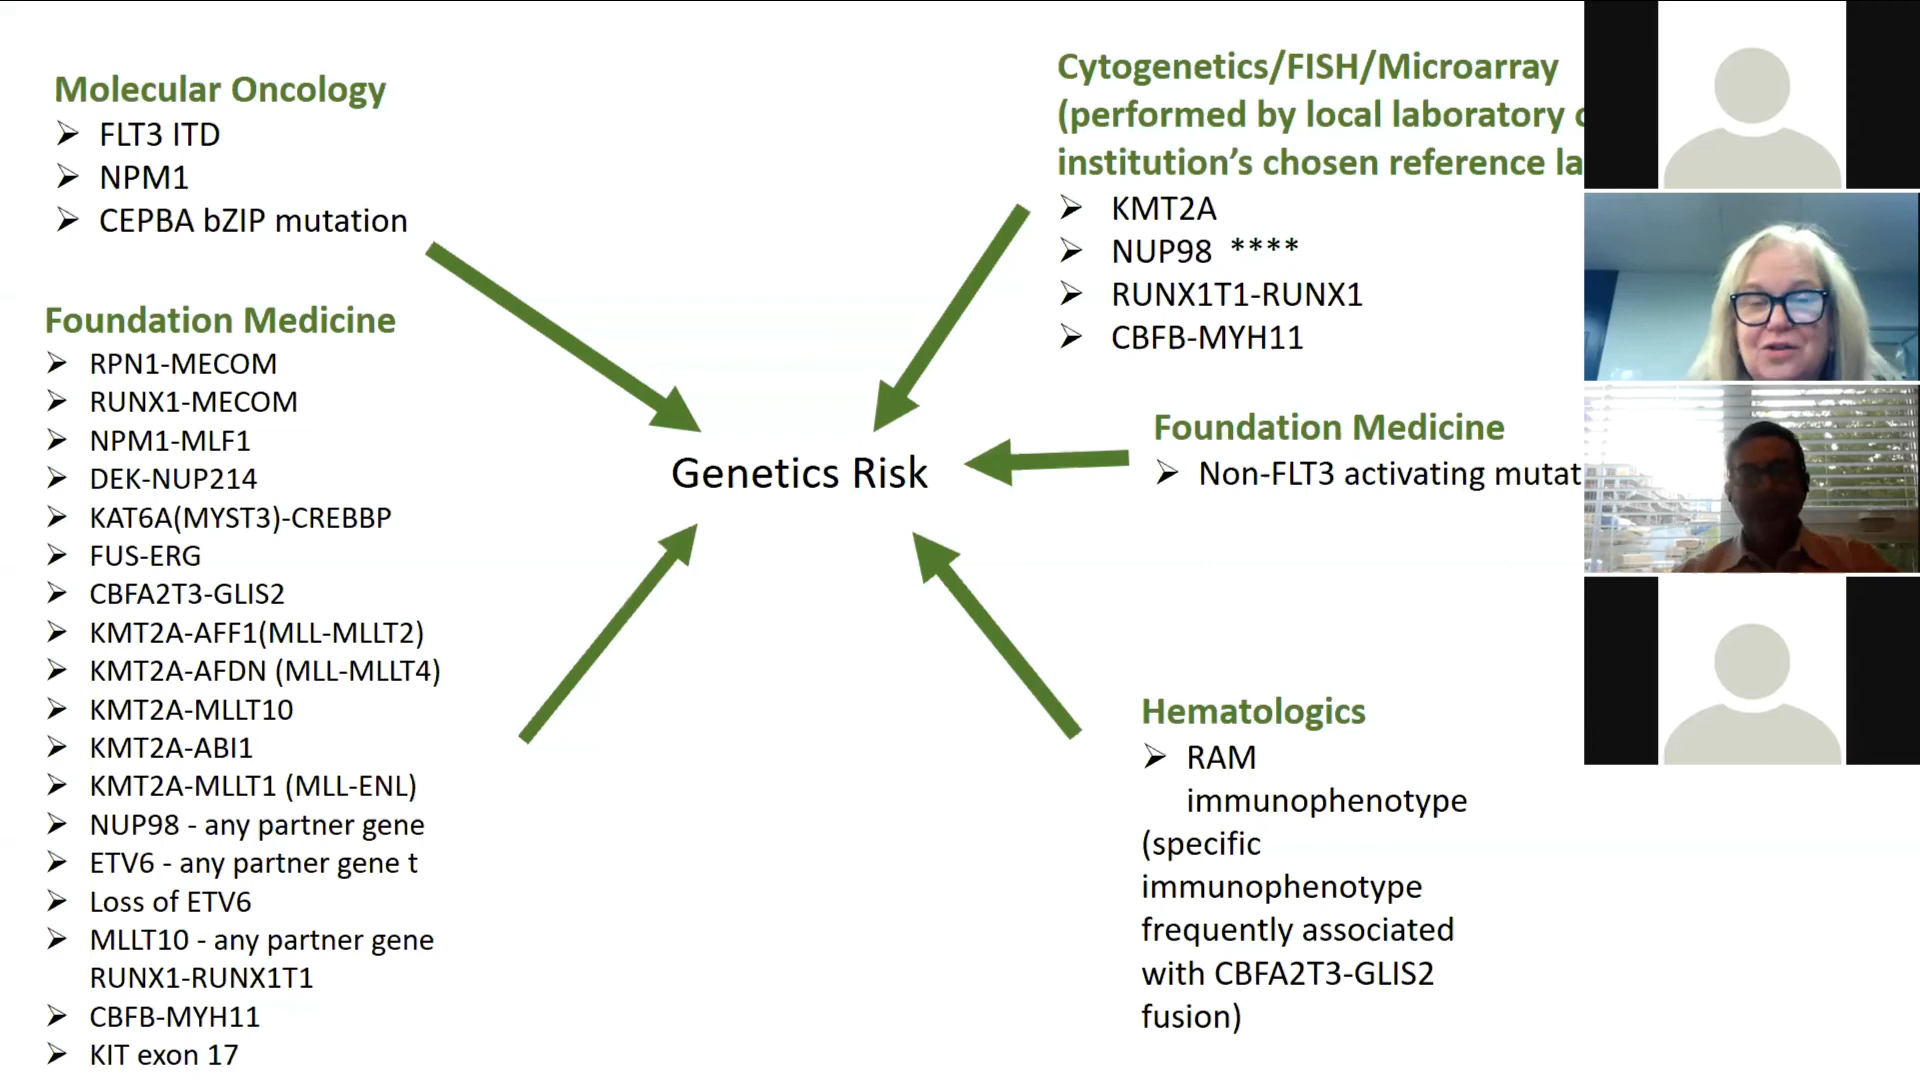 Molecular Oncology
FLT3 ITD
NPM1
CEPBA bZIP mutation
Foundation Medicine
RPN1-MECOM
RUNX1-MECOM
NPM1-MLF1
DEK-NUP214
KAT6A(MYST3)-CREBBP
FUS-ERG
CBFA2T3-GLIS2
KMT2A-AFF1(MLL-MLLT2)
KMT2A-AFDN (MLL-MLLT4)
KMT2A-MLLT10
KMT2A-ABI1
KMT2A-MLLT1 (MLL-ENL)
NUP98 - any partner gene
ETV6 - any partner gene t
Loss of ETV6
MLLT10 - any partner gene
RUNX1-RUNX1T1
CBFB-MYH11
KIT exon 17
Genetics Risk
Cytogenetics/FISH/Microarray
(performed by local laboratory
institution's chosen reference
KMT2A
NUP98 ****
RUNX1T1-RUNX1
CBFB-MYH11
Foundation Medicine
Non-FLT3 activating
Hematologics
RAM
immunophenotype
(specific
immunophenotype
frequently associated
with CBFA2T3-GLIS2
fusion)